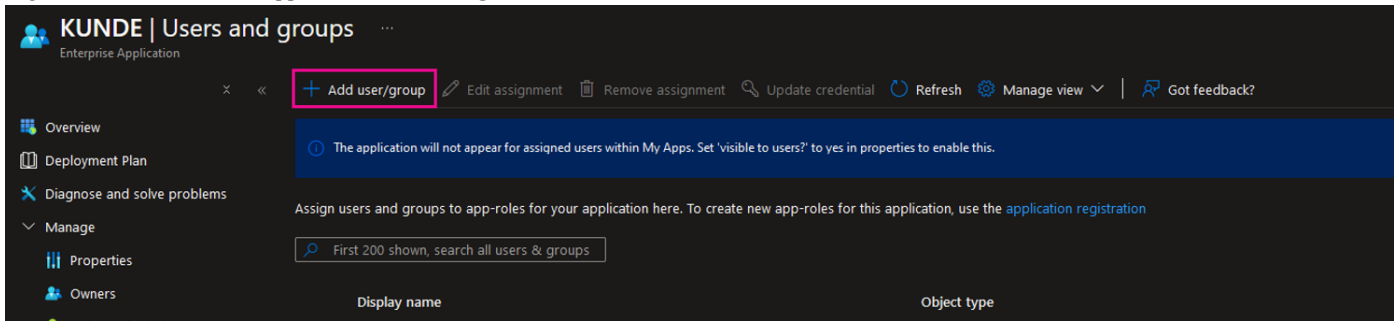 KUNDE | Users and groups ...
Enterprise Application
+ Add user/group Edit assignment Remove assignment Update credential Refresh Manage view Got feedback?
Overview
Deployment Plan
Diagnose and solve problems
Manage
Properties
Owners
The application will not appear for assigned users within My Apps. Set 'visible to users?' to yes in properties to enable this.
Assign users and groups to app-roles for your application here. To create new app-roles for this application, use the application registration
First 200 shown, search all users & groups
Display name Object type